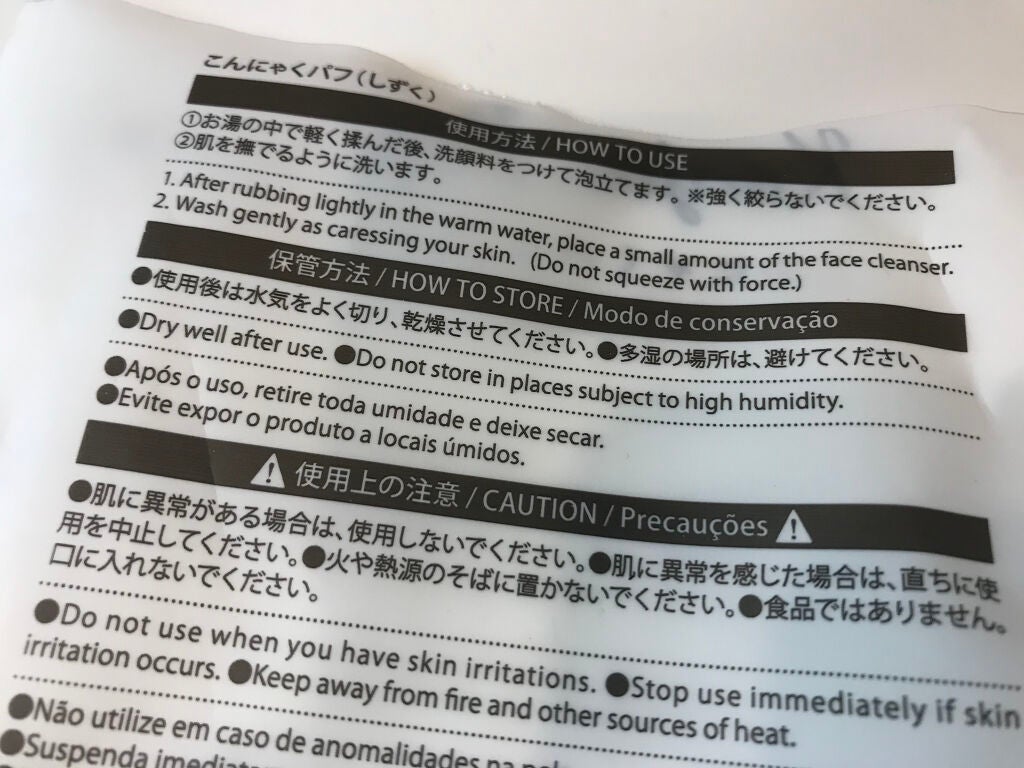 こんにゃくパフ(しずく)
使用方法 / HOW TO USE
①お湯の中で軽く揉んだ後、洗顔料をつけて泡立てます。※強く絞らないでください。
②肌を撫でるように洗います。
1. After rubbing lightly in the warm water, place a small amount of the face cleanser.
2. Wash gently as caressing your skin. (Do not squeeze with force.)
保管方法 / HOW TO STORE / Modo de conservação
●使用後は水気をよく切り、乾燥させてください。●多湿の場所は、避けてください。
●Dry well after use. ●Do not store in places subject to high humidity.
●Após o uso, retire toda umidade e deixe secar.
●Evite expor o produto a locais úmidos.
使用上の注意 / CAUTION / Precauções
●肌に異常がある場合は、使用しないでください。●肌に異常を感じた場合は、直ちに使
用を中止してください。●火や熱源のそばに置かないでください。●食品ではありません。
口に入れないでください。
●Do not use when you have skin irritations. ●Stop use immediately if skin
irritation occurs. ●Keep away from fire and other sources of heat.
●Não utilize em caso de anomalidades na
●Suspenda